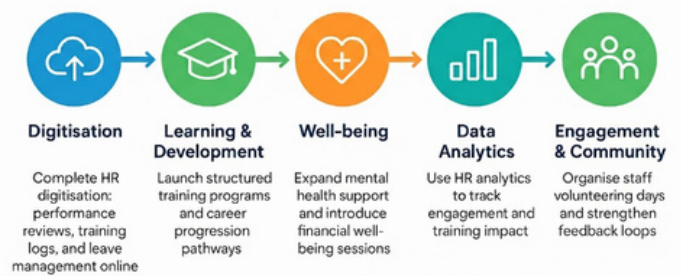 Digitisation
Complete HR
digitisation:
performance
reviews, training
logs, and leave
management online
Learning &
Development
Launch structured
training programs
and career
progression
pathways
Well-being
Expand mental
health support
and introduce
financial well-
being sessions
Data
Analytics
Use HR analytics
to track
engagement and
training impact
Engagement
& Community
Organise staff
volunteering days
and strengthen
feedback loops